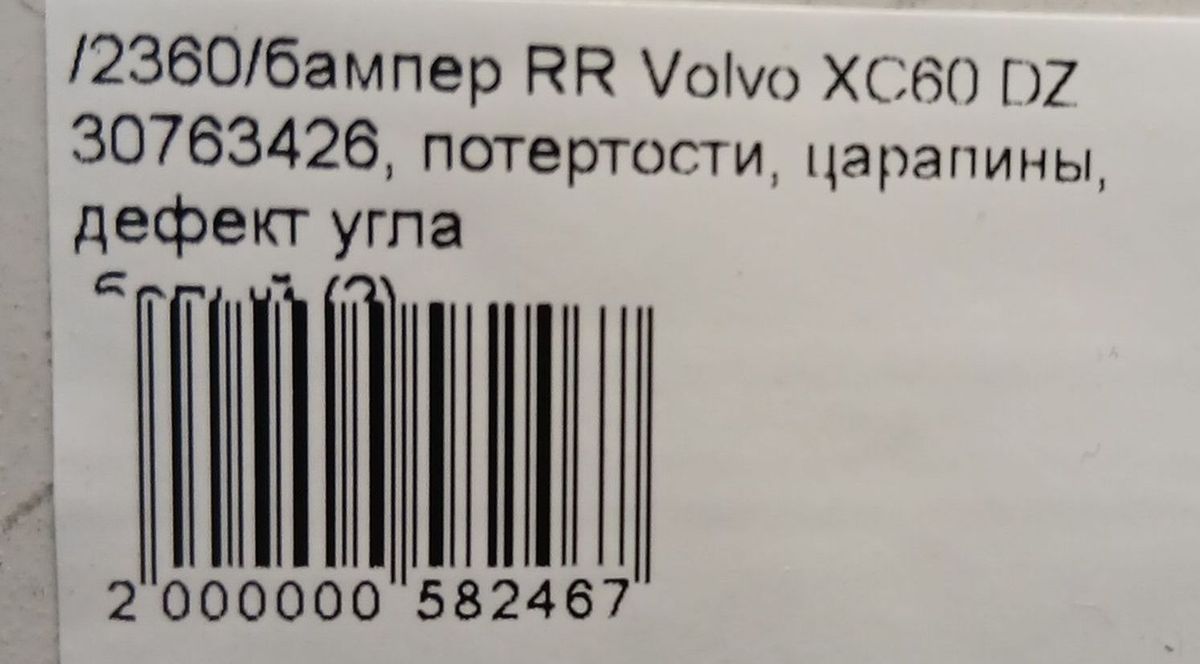 /2360/бампер RR Volvo XC60 DZ
30763426, потертости, царапины,
дефект угла
2 000000 582467